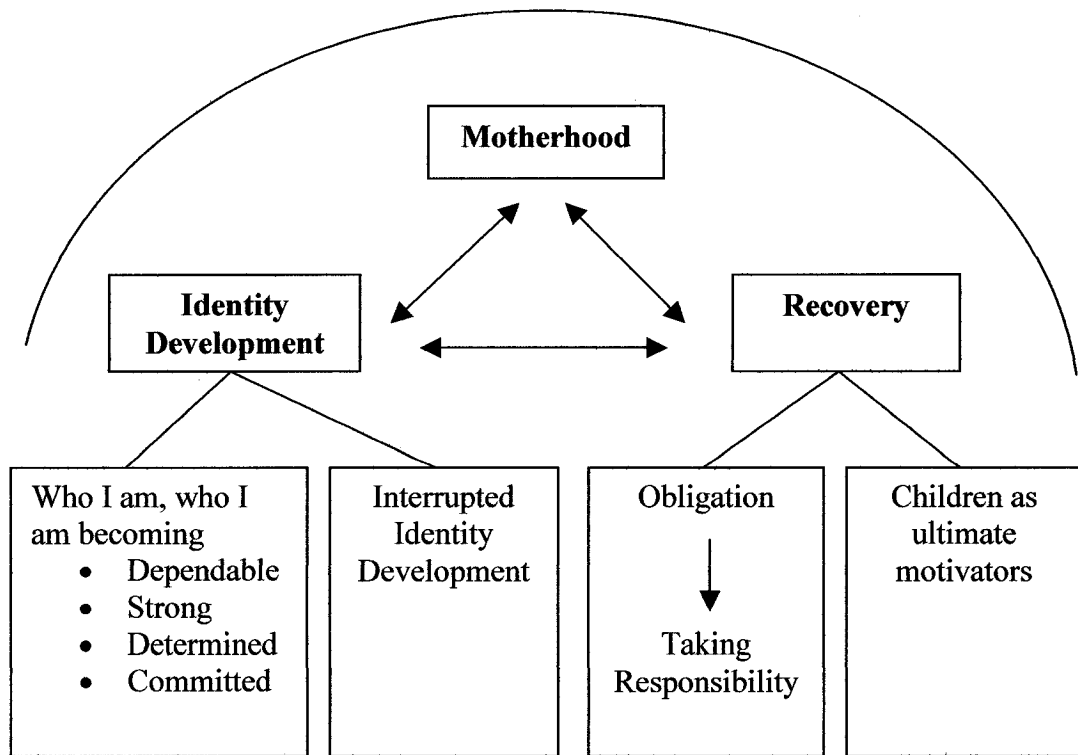 Motherhood
Identity
Development
Recovery
Who I am, who I
am becoming
• Dependable
• Strong
• Determined
• Committed
Interrupted
Identity
Development
Obligation
Taking
Responsibility
Children as
ultimate
motivators